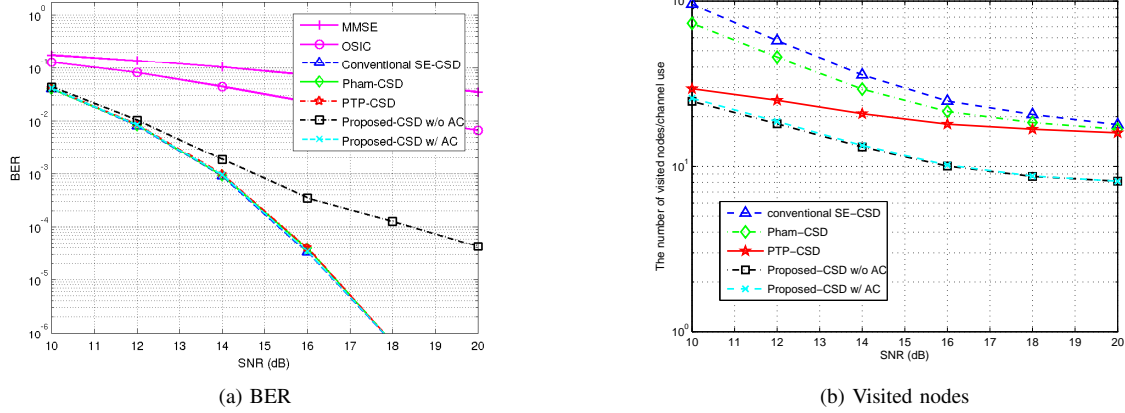 10^0
10^-1
10^-2
10^-3
10^-4
10^-5
10^-6
BER
10 11 12 13 14 15 16 17 18 19 20
SNR (dB)
MMSE
OSIC
Conventional SE-CSD
Pham-CSD
PTP-CSD
Proposed-CSD w/o AC
Proposed-CSD w/ AC
(a) BER
10^1
10^0
The number of visited nodes/channel use
10 11 12 13 14 15 16 17 18 19 20
SNR (dB)
conventional SE-CSD
Pham-CSD
PTP-CSD
Proposed-CSD w/o AC
Proposed-CSD w/ AC
(b) Visited nodes